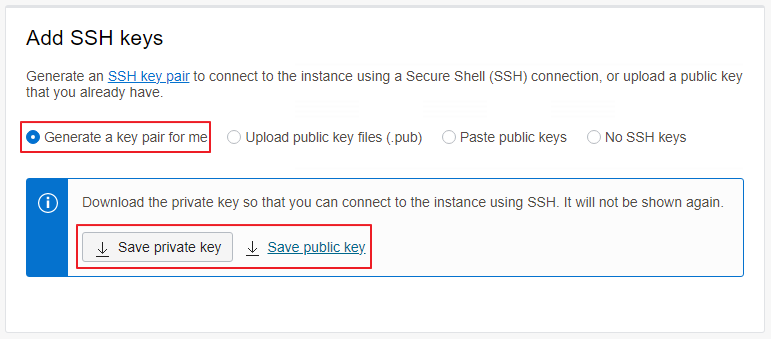 Add SSH keys
Generate an SSH key pair to connect to the instance using a Secure Shell (SSH) connection, or upload a public key
that you already have.
Generate a key pair for me Upload public key files (.pub) Paste public keys No SSH keys
Download the private key so that you can connect to the instance using SSH. It will not be shown again.
Save private key Save public key